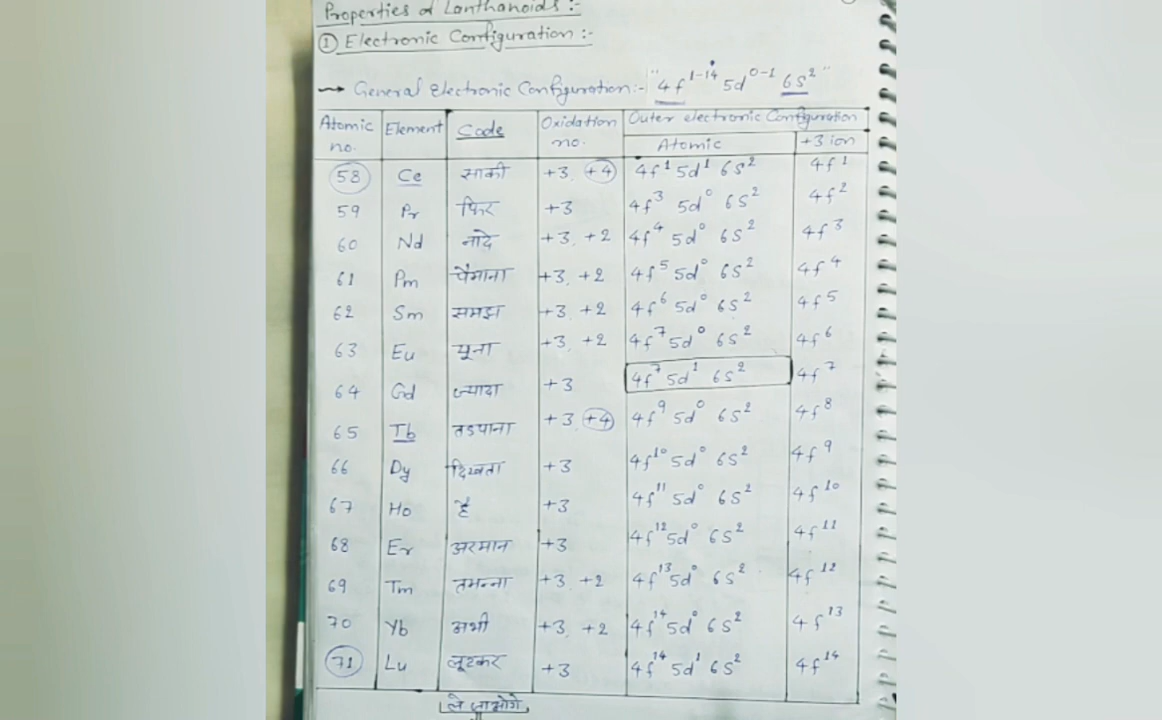 Properties of Lanthanoids :-
① Electronic Configuration :-
→ General Electronic Configuration:- "4f¹⁻¹⁴ 5d⁰⁻¹ 6s²"
Atomic no. Element Code Oxidation no. Outer electronic Configuration
Atomic +3 ion
58 Ce साकी +3, +4 4f¹ 5d¹ 6s² 4f¹
59 Pr फिर +3 4f³ 5d⁰ 6s² 4f²
60 Nd नादे +3, +2 4f⁴ 5d⁰ 6s² 4f³
61 Pm पैमाना +3, +2 4f⁵ 5d⁰ 6s² 4f⁴
62 Sm समझ +3, +2 4f⁶ 5d⁰ 6s² 4f⁵
63 Eu यूना +3, +2 4f⁷ 5d⁰ 6s² 4f⁶
64 Gd ज्यादा +3 4f⁷ 5d¹ 6s² 4f⁷
65 Tb तडपाना +3, +4 4f⁹ 5d⁰ 6s² 4f⁸
66 Dy दिखता +3 4f¹⁰ 5d⁰ 6s² 4f⁹
67 Ho है +3 4f¹¹ 5d⁰ 6s² 4f¹⁰
68 Er अरमान +3 4f¹² 5d⁰ 6s² 4f¹¹
69 Tm तमन्ना +3, +2 4f¹³ 5d⁰ 6s² 4f¹²
70 Yb अभी +3, +2 4f¹⁴ 5d⁰ 6s² 4f¹³
71 Lu लूटकर +3 4f¹⁴ 5d¹ 6s² 4f¹⁴
ले जाओगे,